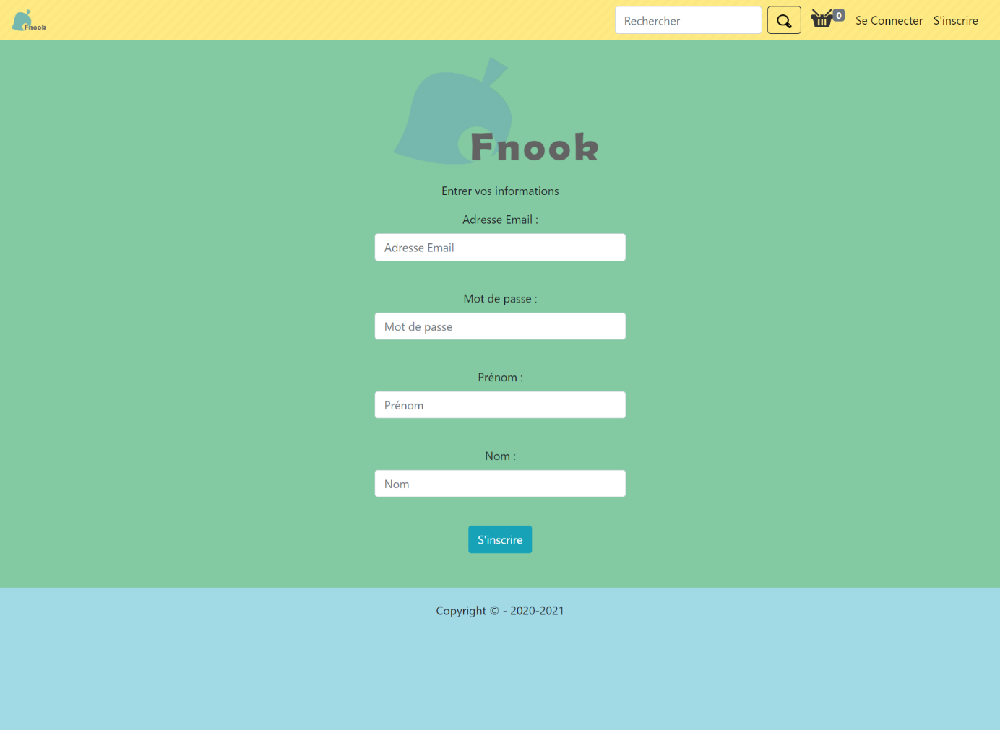 Fnook
Rechercher
0
Se Connecter
S'inscrire
Fnook
Entrer vos informations
Adresse Email :
Adresse Email
Mot de passe :
Mot de passe
Prénom :
Prénom
Nom :
Nom
S'inscrire
Copyright © - 2020-2021